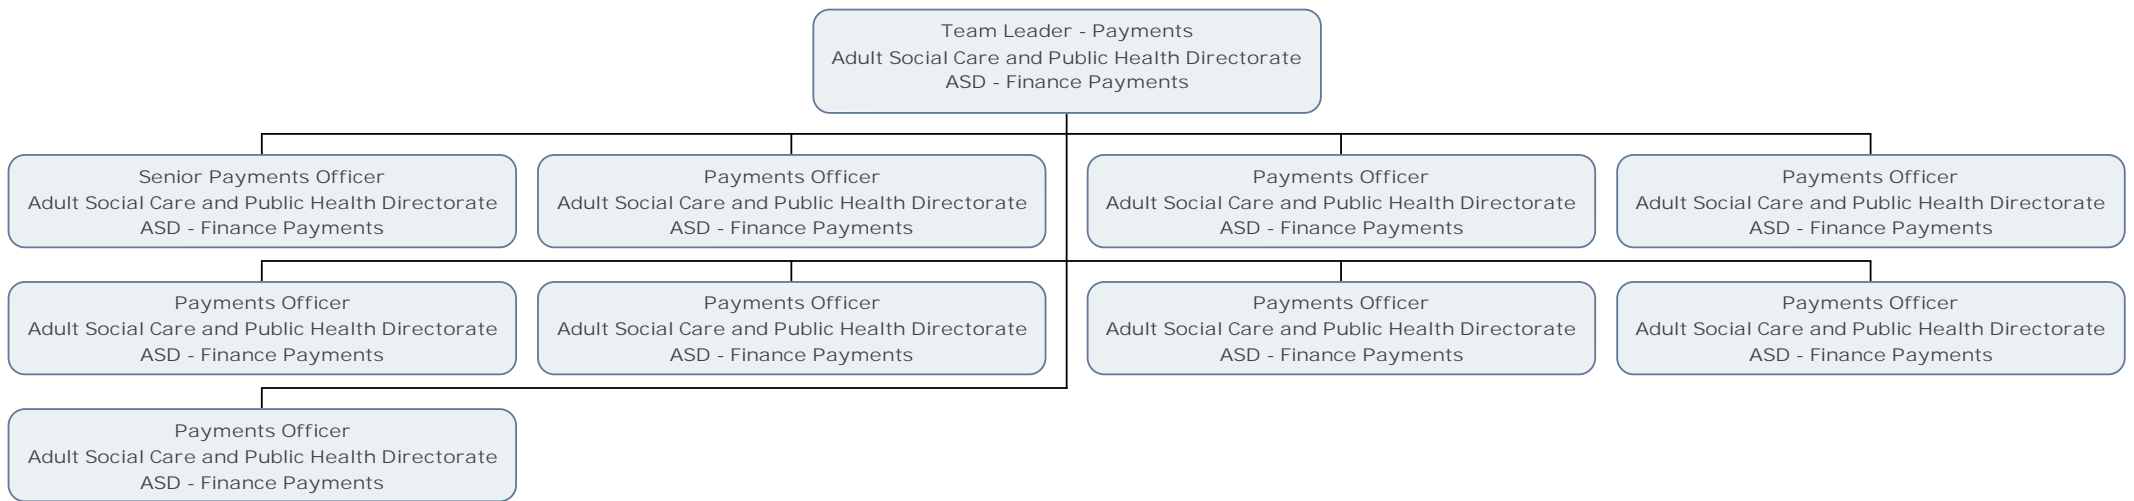 Team Leader - Payments
Adult Social Care and Public Health Directorate
ASD - Finance Payments
Senior Payments Officer
Adult Social Care and Public Health Directorate
ASD - Finance Payments
Payments Officer
Adult Social Care and Public Health Directorate
ASD - Finance Payments
Payments Officer
Adult Social Care and Public Health Directorate
ASD - Finance Payments
Payments Officer
Adult Social Care and Public Health Directorate
ASD - Finance Payments
Payments Officer
Adult Social Care and Public Health Directorate
ASD - Finance Payments
Payments Officer
Adult Social Care and Public Health Directorate
ASD - Finance Payments
Payments Officer
Adult Social Care and Public Health Directorate
ASD - Finance Payments
Payments Officer
Adult Social Care and Public Health Directorate
ASD - Finance Payments
Payments Officer
Adult Social Care and Public Health Directorate
ASD - Finance Payments